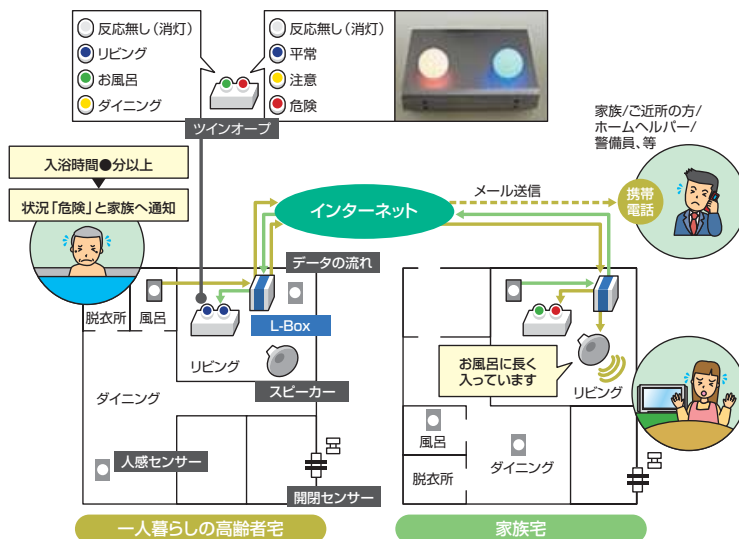 反応無し(消灯)
リビング
お風呂
ダイニング
反応無し(消灯)
平常
注意
危険
ツインオーブ
家族/ご近所の方/
ホームヘルパー/
警備員、等
入浴時間●分以上
状況「危険」と家族へ通知
インターネット
メール送信
携帯
電話
データの流れ
脱衣所
風呂
L-Box
リビング
スピーカー
ダイニング
人感センサー
開閉センサー
一人暮らしの高齢者宅
お風呂に長く
入っています
リビング
風呂
脱衣所
ダイニング
家族宅